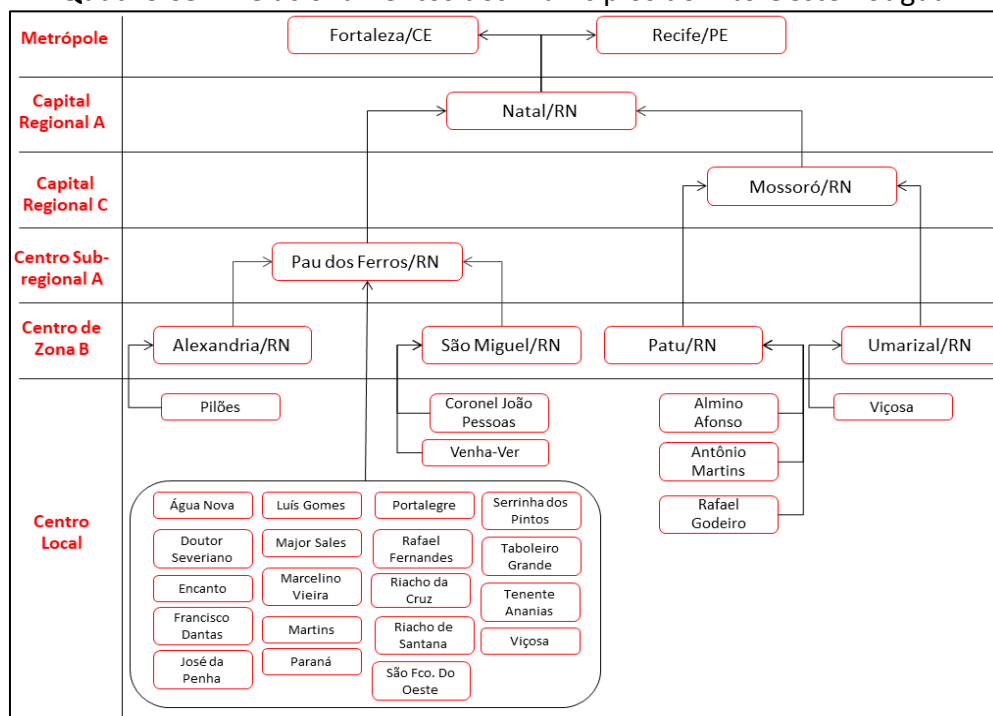 Metrópole
Fortaleza/CE
Recife/PE
Capital
Regional A
Natal/RN
Capital
Regional C
Mossoró/RN
Centro Sub-
regional A
Pau dos Ferros/RN
Centro de
Zona B
Alexandria/RN
São Miguel/RN
Patu/RN
Umarizal/RN
Centro
Local
Pilões
Coronel João
Pessoas
Venha-Ver
Almino
Afonso
Antônio
Martins
Rafael
Godeiro
Viçosa
Água Nova
Luís Gomes
Portalegre
Serrinha dos
Pintos
Doutor
Severiano
Major Sales
Rafael
Fernandes
Taboleiro
Grande
Encanto
Marcelino
Vieira
Riacho da
Cruz
Tenente
Ananias
Francisco
Dantas
Martins
Riacho de
Santana
Viçosa
José da
Penha
Paraná
São Fco. Do
Oeste